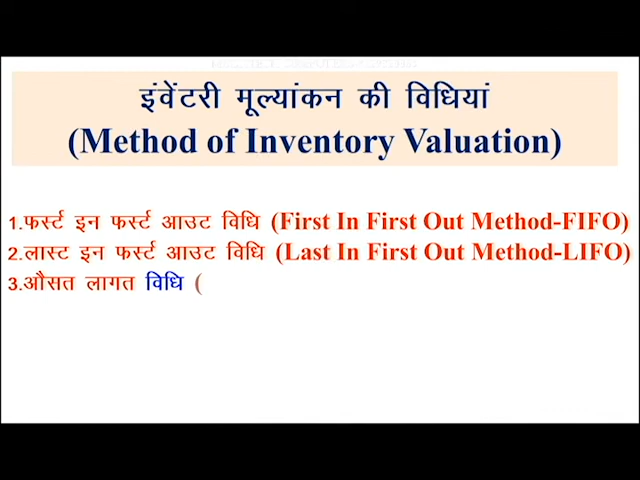 इंवेंटरी मूल्यांकन की विधियां
(Method of Inventory Valuation)
1.फर्स्ट इन फर्स्ट आउट विधि (First In First Out Method-FIFO)
2.लास्ट इन फर्स्ट आउट विधि (Last In First Out Method-LIFO)
3.औसत लागत विधि (